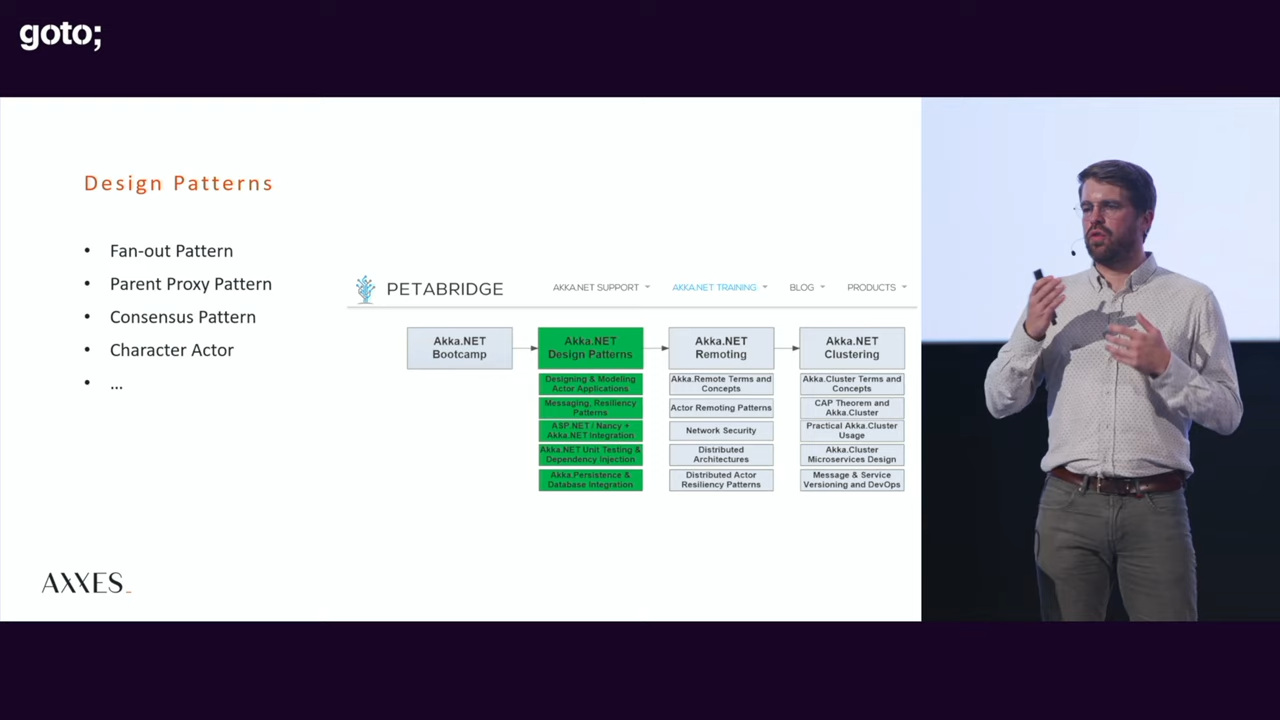 goto;
Design Patterns
• Fan-out Pattern
• Parent Proxy Pattern
• Consensus Pattern
• Character Actor
• ...
PETABRIDGE
AKKA.NET SUPPORT
AKKA.NET TRAINING
BLOG
PRODUCTS
Akka.NET
Bootcamp
Akka.NET
Design Patterns
Designing & Modeling
Actor Applications
Messaging, Resiliency
Patterns
ASP.NET / Nancy +
Akka.NET Integration
Akka.NET Unit Testing &
Dependency Injection
Akka.Persistence &
Database Integration
Akka.NET
Remoting
Akka.Remote Terms and
Concepts
Actor Remoting Patterns
Network Security
Distributed
Architectures
Distributed Actor
Resiliency Patterns
Akka.NET
Clustering
Akka.Cluster Terms and
Concepts
CAP Theorem and
Akka.Cluster
Practical Akka.Cluster
Usage
Akka.Cluster
Microservices Design
Message & Service
Versioning and DevOps
AXXES_